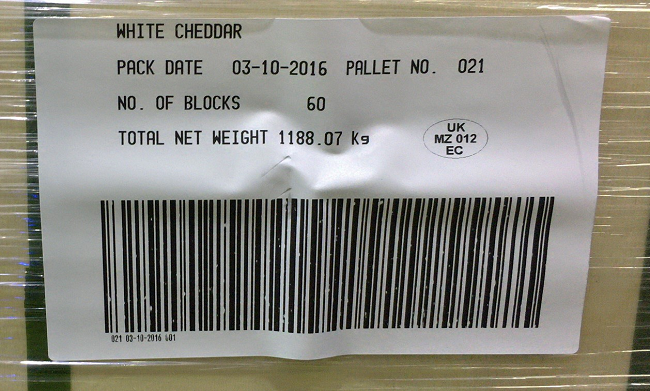 WHITE CHEDDAR
PACK DATE 03-10-2016 PALLET NO. 021
NO. OF BLOCKS 60
TOTAL NET WEIGHT 1188.07 Kg
UK
MZ 012
EC
021 03-10-2016